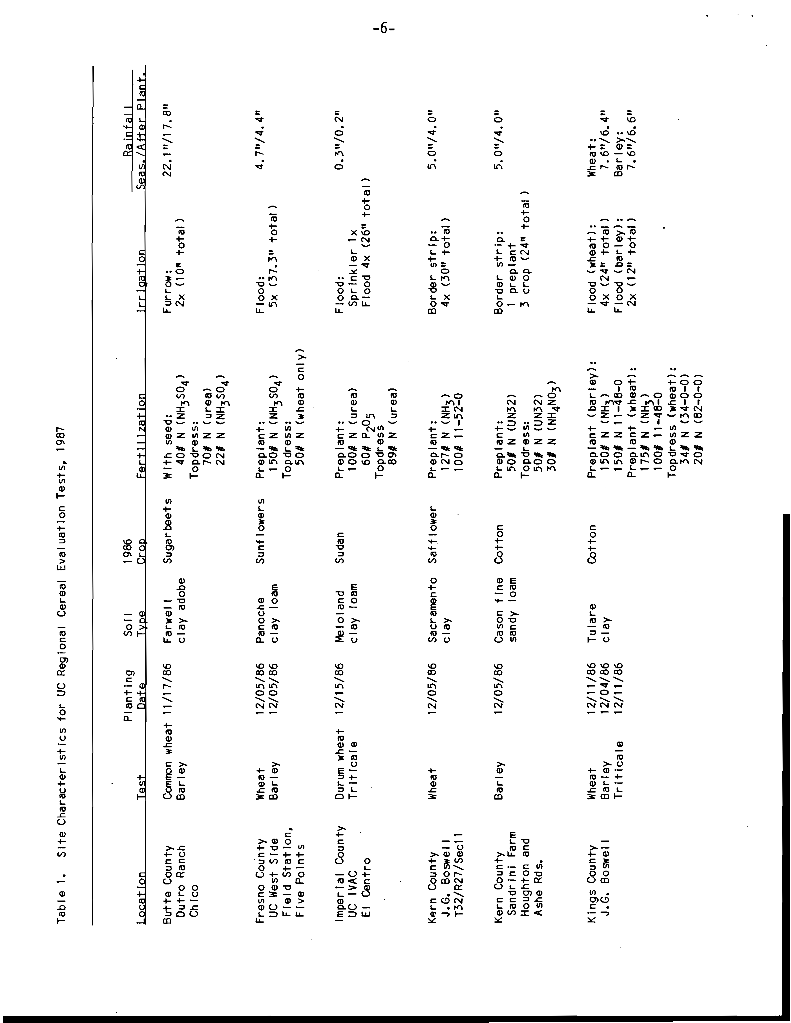 -6-
Table 1. Site Characteristics for UC Regional Cereal Evaluation Tests, 1987
Planting Soil 1986 Rainfall
Location Test Date Type Crop Fertilization Irrigation Seas./After Plant.
Butte County Common wheat 11/17/86 Farwell Sugarbeets With seed: Furrow: 22.1"/17.8"
Dutro Ranch Barley clay adobe 40# N (NH3SO4) 2x (10" total)
Chico Topdress:
70# N (urea)
22# N (NH3SO4)
Fresno County Wheat 12/05/86 Panoche Sunflowers Preplant: Flood: 4.7"/4.4"
UC West Side Barley 12/05/86 clay loam 150# N (NH3SO4) 5x (37.3" total)
Field Station, Topdress:
Five Points 50# N (wheat only)
Imperial County Durum wheat 12/15/86 Meloland Sudan Preplant: Flood: 0.3"/0.2"
UC IVAC Triticale clay loam 100# N (urea) Sprinkler 1x
El Centro 60# P2O5 Flood 4x (26" total)
Topdress
89# N (urea)
Kern County Wheat 12/05/86 Sacramento Safflower Preplant: Border strip: 5.0"/4.0"
J.G. Boswell clay 127# N (NH3) 4x (30" total)
T32/R27/Sec11 100# 11-52-0
Kern County Barley 12/05/86 Cason fine Cotton Preplant: Border strip: 5.0"/4.0"
Sandrini Farm sandy loam 50# N (UN32) 1 preplant
Houghton and Topdress: 3 crop (24" total)
Ashe Rds. 50# N (UN32)
30# N (NH4NO3)
Kings County Wheat 12/11/86 Tulare Cotton Preplant (barley): Flood (wheat): Wheat:
J.G. Boswell Barley 12/04/86 clay 150# N (NH3) 4x (24" total) 7.6"/6.4"
Triticale 12/11/86 150# N 11-48-0 Flood (barley): Barley:
Preplant (wheat): 2x (12" total) 7.6"/6.6"
175# N (NH3)
100# 11-48-0
Topdress (wheat):
34# N (34-0-0)
20# N (82-0-0)